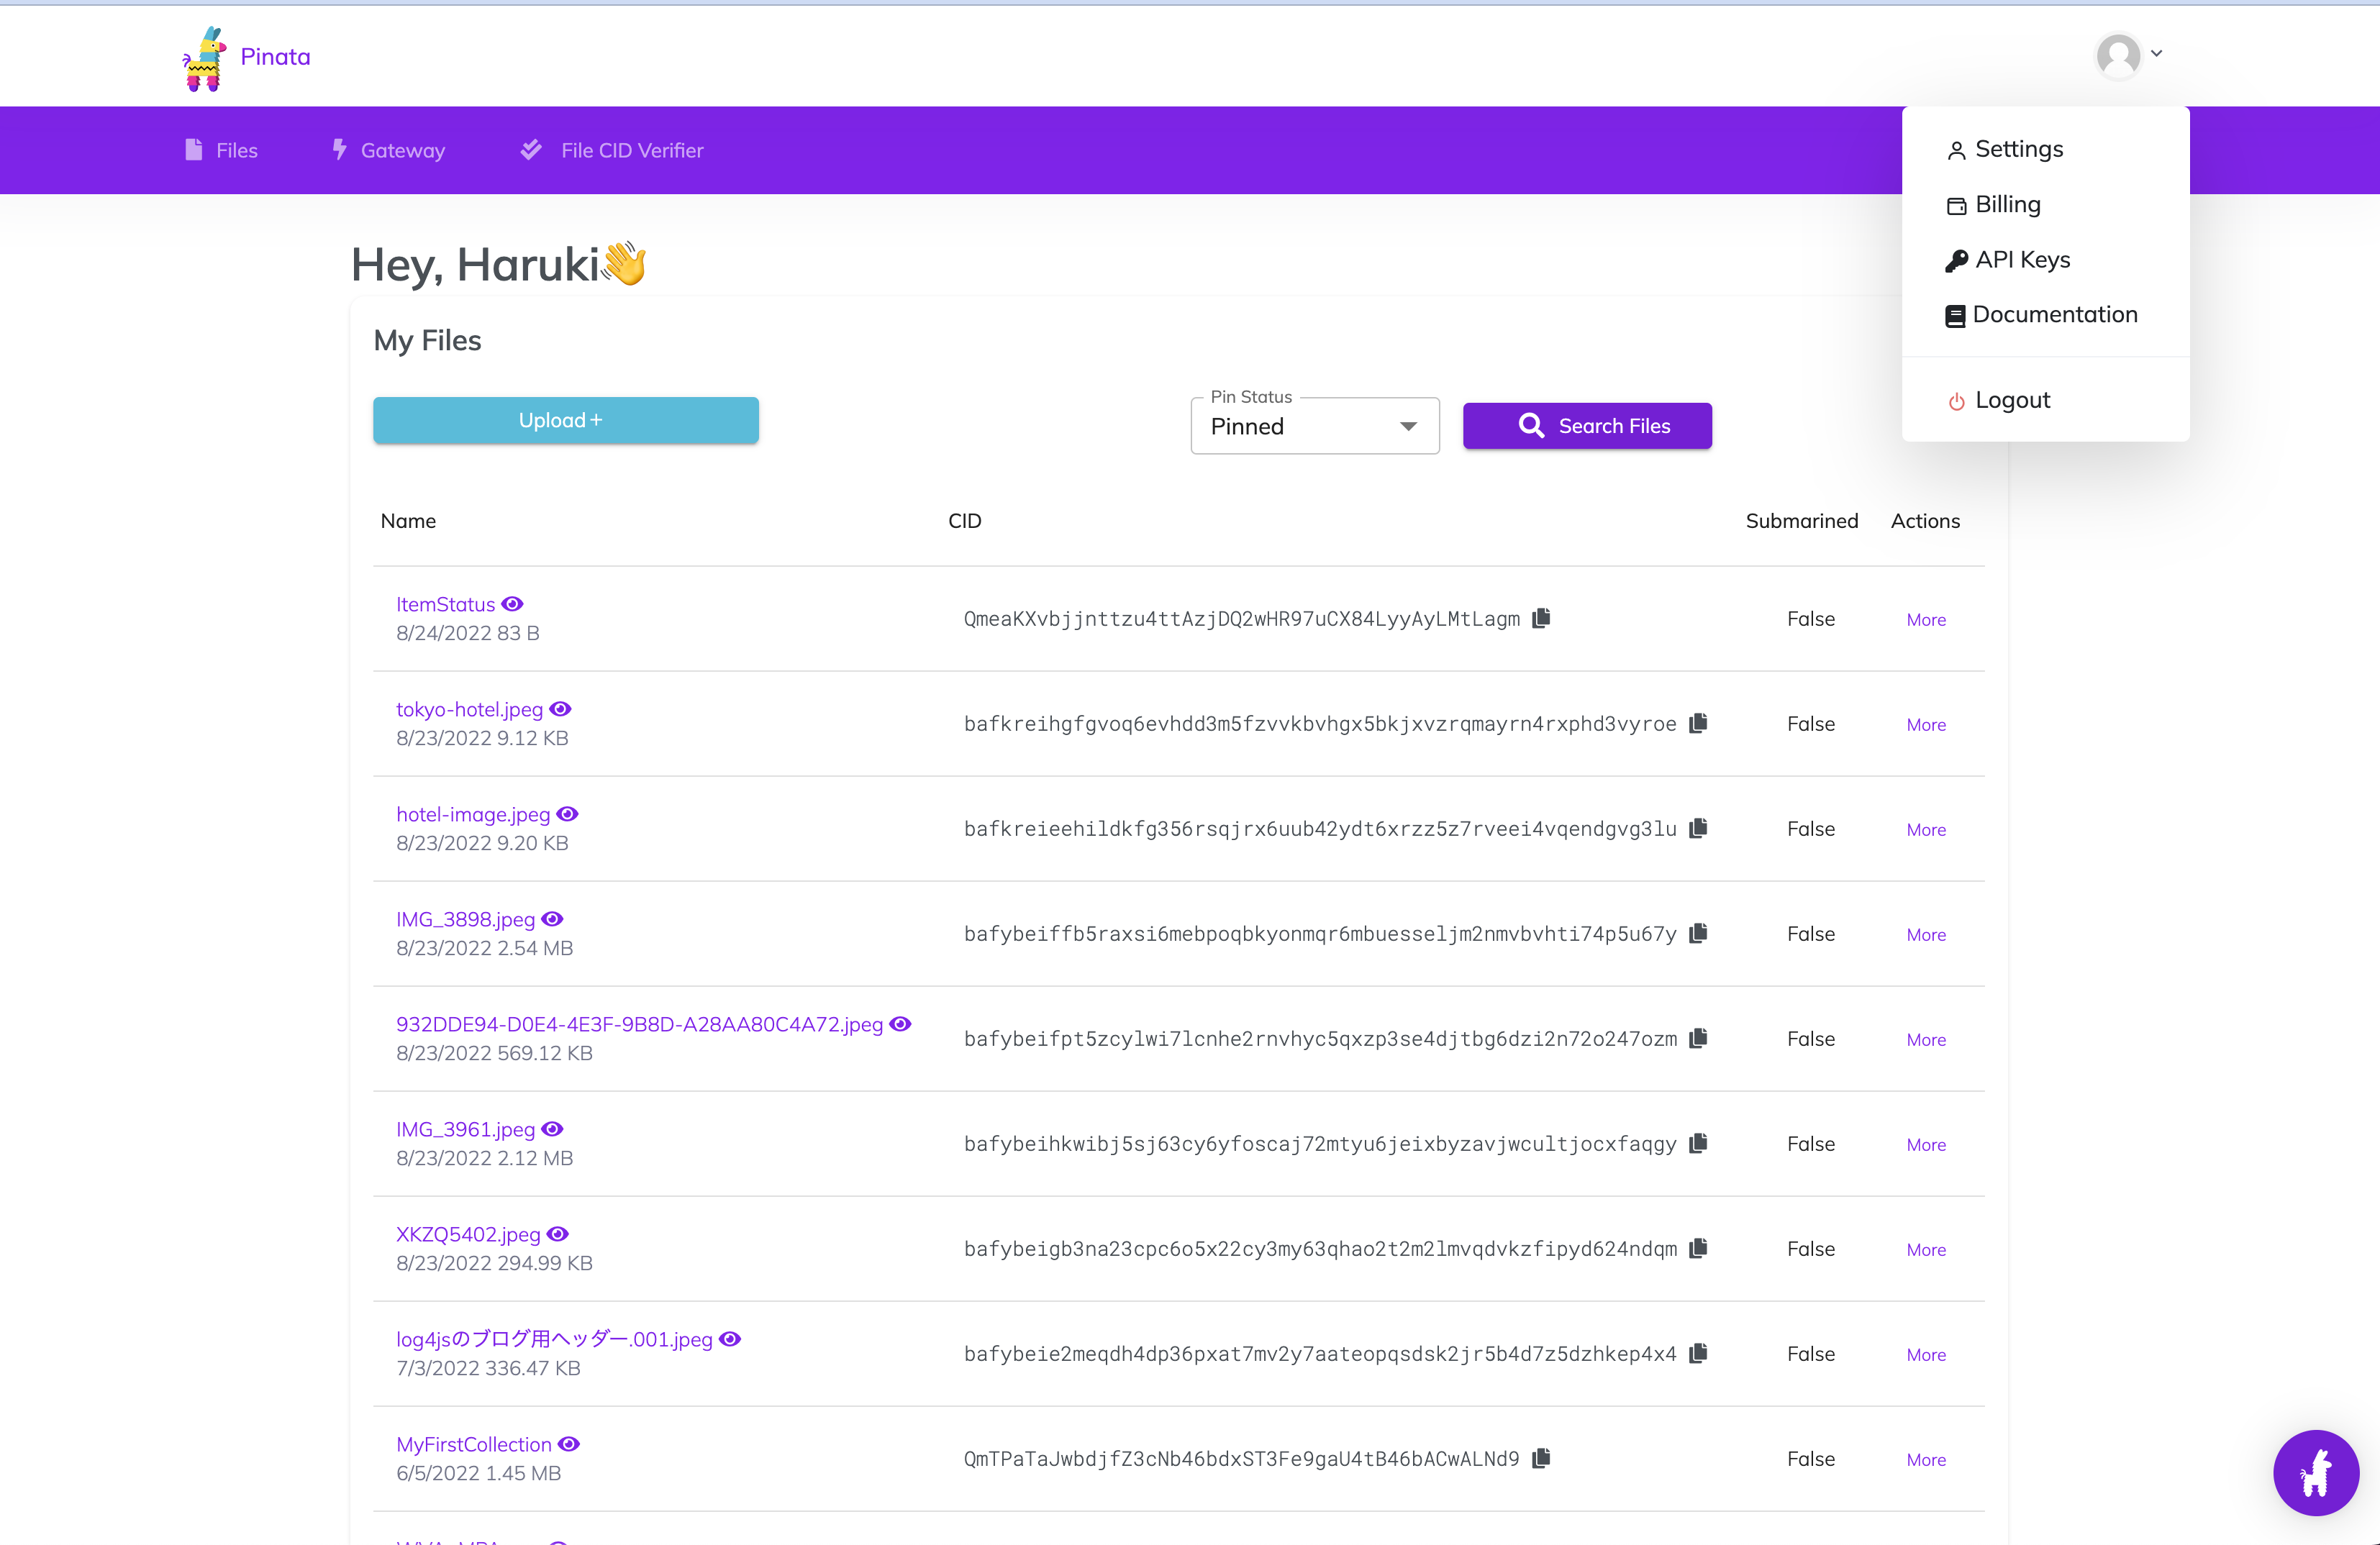 Pinata
Files
Gateway
File CID Verifier
Settings
Billing
API Keys
Documentation
Logout
Hey, Haruki👋
My Files
Upload+
Pin Status
Pinned
Search Files
Name CID Submarined Actions
ItemStatus
8/24/2022 83 B
QmeaKXvbjjnttzu4ttAzjDQ2wHR97uCX84LyyAyLMtLagm
False
More
tokyo-hotel.jpeg
8/23/2022 9.12 KB
bafkreihgfgvoq6evhdd3m5fzvvkbvhgx5bkjxvzrqmayrn4rxphd3vyroe
False
More
hotel-image.jpeg
8/23/2022 9.20 KB
bafkreieehildkfg356rsqjrx6uub42ydt6xrzz5z7rveei4vqendgvg3lu
False
More
IMG_3898.jpeg
8/23/2022 2.54 MB
bafybeiffb5raxsi6mebpoqbkyonmqr6mbuesseljm2nmvbvhti74p5u67y
False
More
932DDE94-D0E4-4E3F-9B8D-A28AA80C4A72.jpeg
8/23/2022 569.12 KB
bafybeifpt5zcylwi7lcnhe2rnvhyc5qxzp3se4djtbg6dzi2n72o247ozm
False
More
IMG_3961.jpeg
8/23/2022 2.12 MB
bafybeihkwibj5sj63cy6yfoscaj72mtyu6jeixbyzavjwcultjocxfaqgy
False
More
XKZQ5402.jpeg
8/23/2022 294.99 KB
bafybeigb3na23cpc6o5x22cy3my63qhao2t2m2lmvqdvkzfipyd624ndqm
False
More
log4jsのブログ用ヘッダー.001.jpeg
7/3/2022 336.47 KB
bafybeie2meqdh4dp36pxat7mv2y7aateopqsdsk2jr5b4d7z5dzhkep4x4
False
More
MyFirstCollection
6/5/2022 1.45 MB
QmTPaTaJwbdjfZ3cNb46bdxST3Fe9gaU4tB46bACwALNd9
False
More